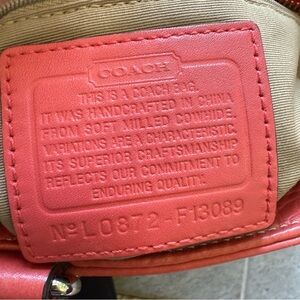 COACH
THIS IS A COACH BAG.
IT WAS HANDCRAFTED IN CHINA
FROM SOFT MILLED COWHIDE.
VARIATIONS ARE A CHARACTERISTIC.
ITS SUPERIOR CRAFTSMANSHIP
REFLECTS OUR COMMITMENT TO
ENDURING QUALITY.
Nº L0872-F13089